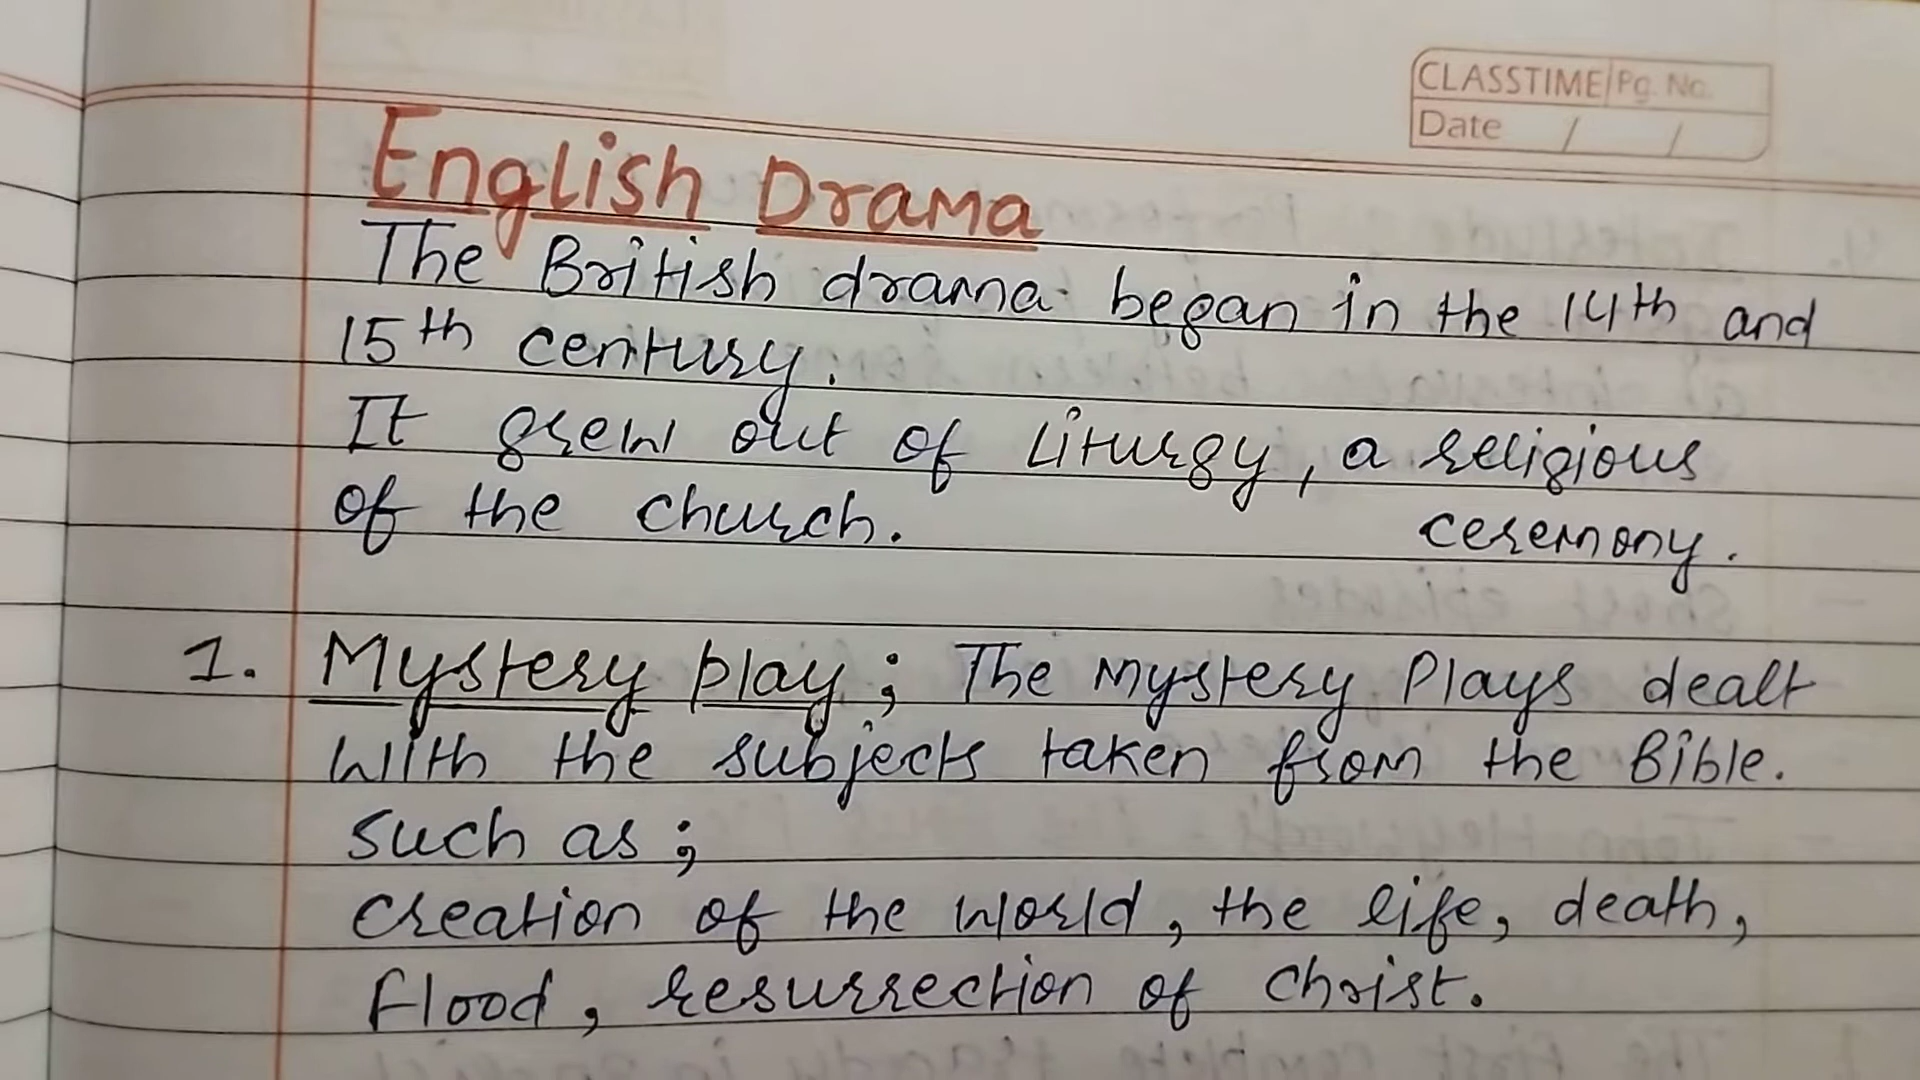 CLASSTIME Pg. No.
Date / /
English Drama
The British drama began in the 14th and
15th century.
It grew out of Liturgy, a religious
of the church. ceremony.
1. Mystery play ; The Mystery Plays dealt
with the subjects taken from the Bible.
such as ;
creation of the world, the life, death,
flood, resurrection of Christ.